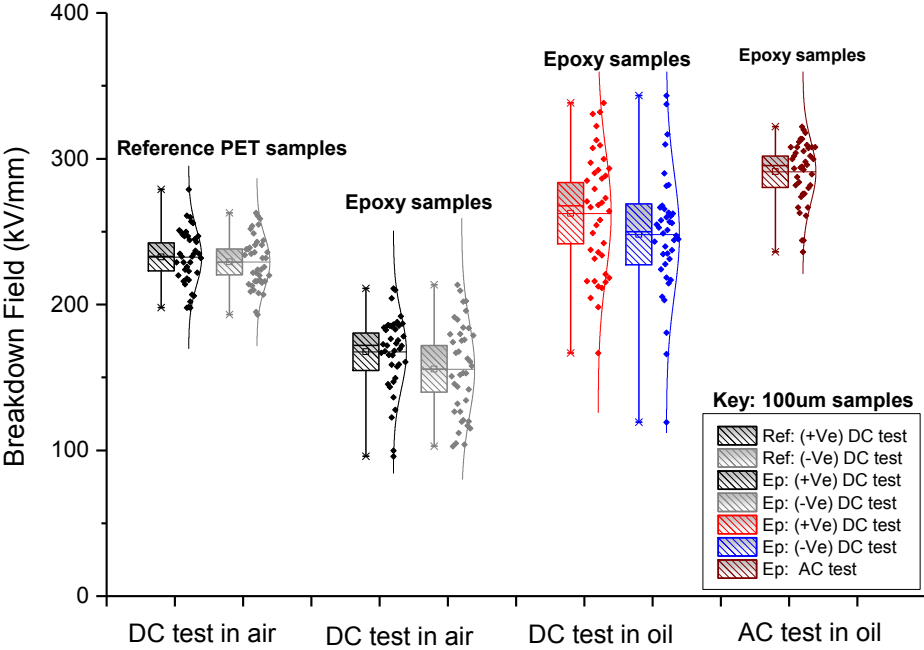 Breakdown Field (kV/mm)
400
300
200
100
0
Reference PET samples
Epoxy samples
Epoxy samples
Epoxy samples
Key: 100um samples
Ref: (+Ve) DC test
Ref: (-Ve) DC test
Ep: (+Ve) DC test
Ep: (-Ve) DC test
Ep: (+Ve) DC test
Ep: (-Ve) DC test
Ep: AC test
DC test in air
DC test in air
DC test in oil
AC test in oil